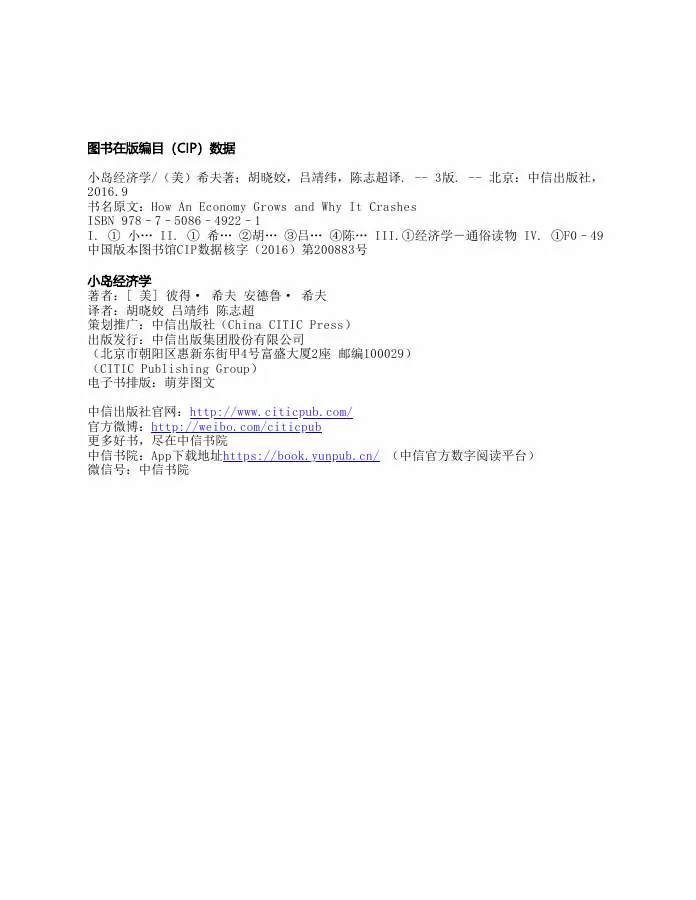 图书在版编目（CIP）数据
小岛经济学/（美）希夫著；胡晓姣，吕靖纬，陈志超译. -- 3版. -- 北京：中信出版社，
2016.9
书名原文：How An Economy Grows and Why It Crashes
ISBN 978–7–5086–4922–1
I. ① 小… II. ① 希… ②胡… ③吕… ④陈… III.①经济学－通俗读物 IV. ①F0–49
中国版本图书馆CIP数据核字（2016）第200883号
小岛经济学
著者：[ 美] 彼得• 希夫 安德鲁• 希夫
译者：胡晓姣 吕靖纬 陈志超
策划推广：中信出版社（China CITIC Press）
出版发行：中信出版集团股份有限公司
（北京市朝阳区惠新东街甲4号富盛大厦2座 邮编100029）
（CITIC Publishing Group）
电子书排版：萌芽图文
中信出版社官网：http://www.citicpub.com/
官方微博：http://weibo.com/citicpub
更多好书，尽在中信书院
中信书院：App下载地址https://book.yunpub.cn/ （中信官方数字阅读平台）
微信号：中信书院